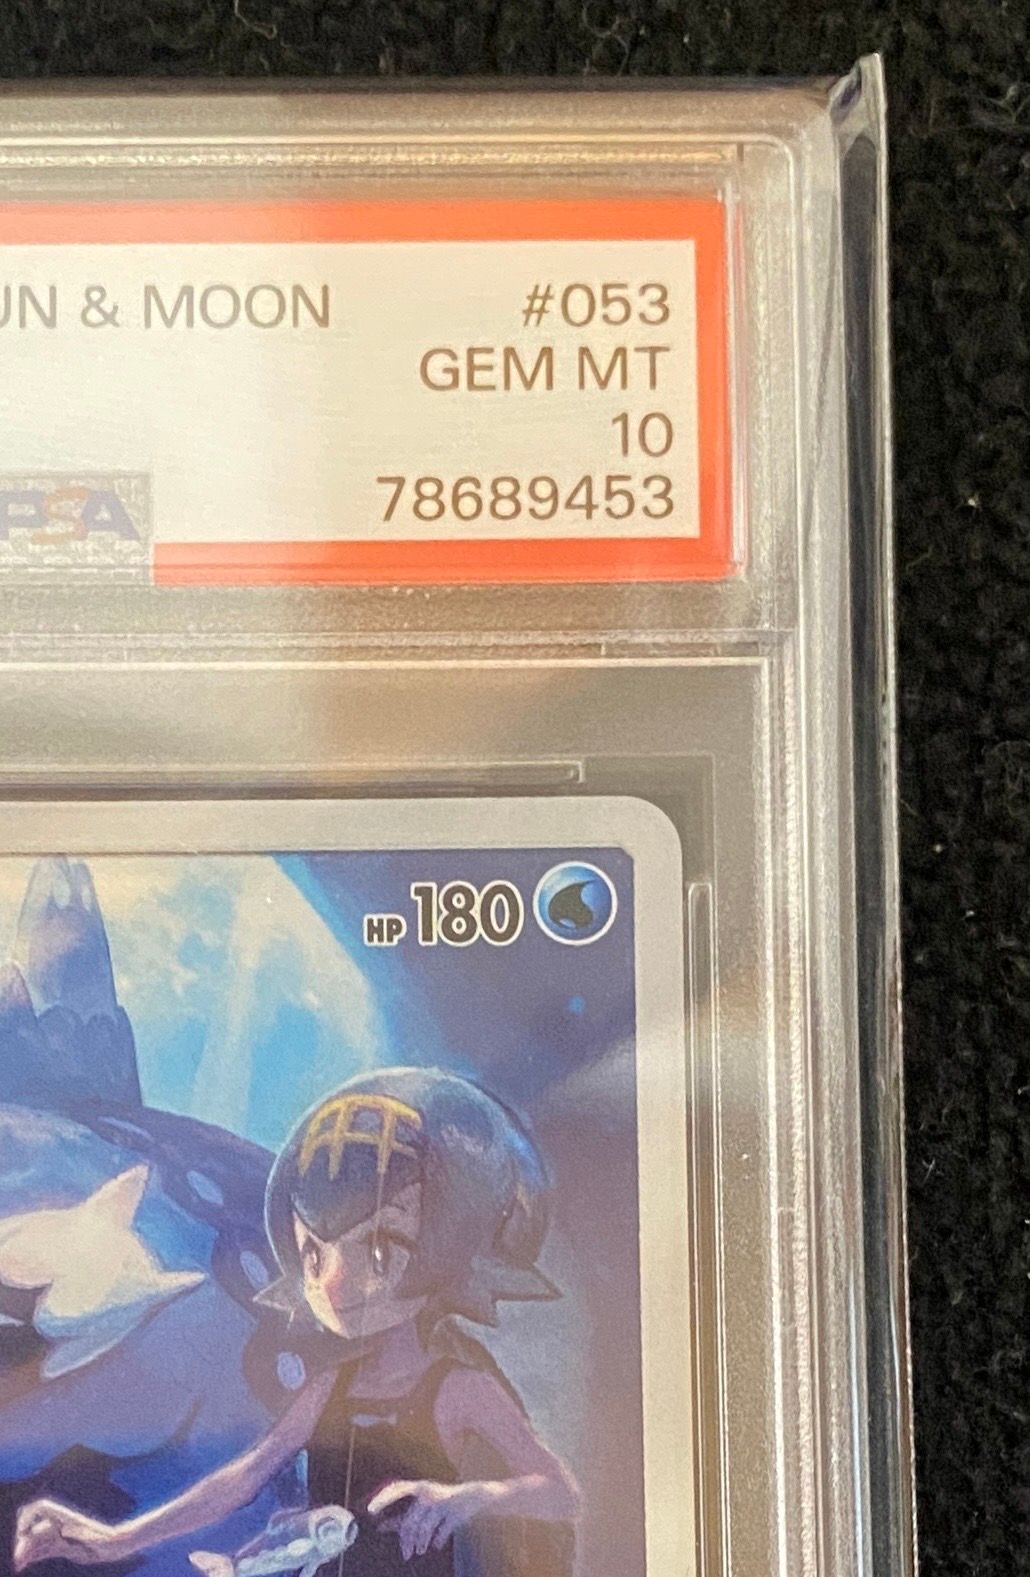 UN & MOON #053
GEM MT
10
PSA 78689453
HP 180